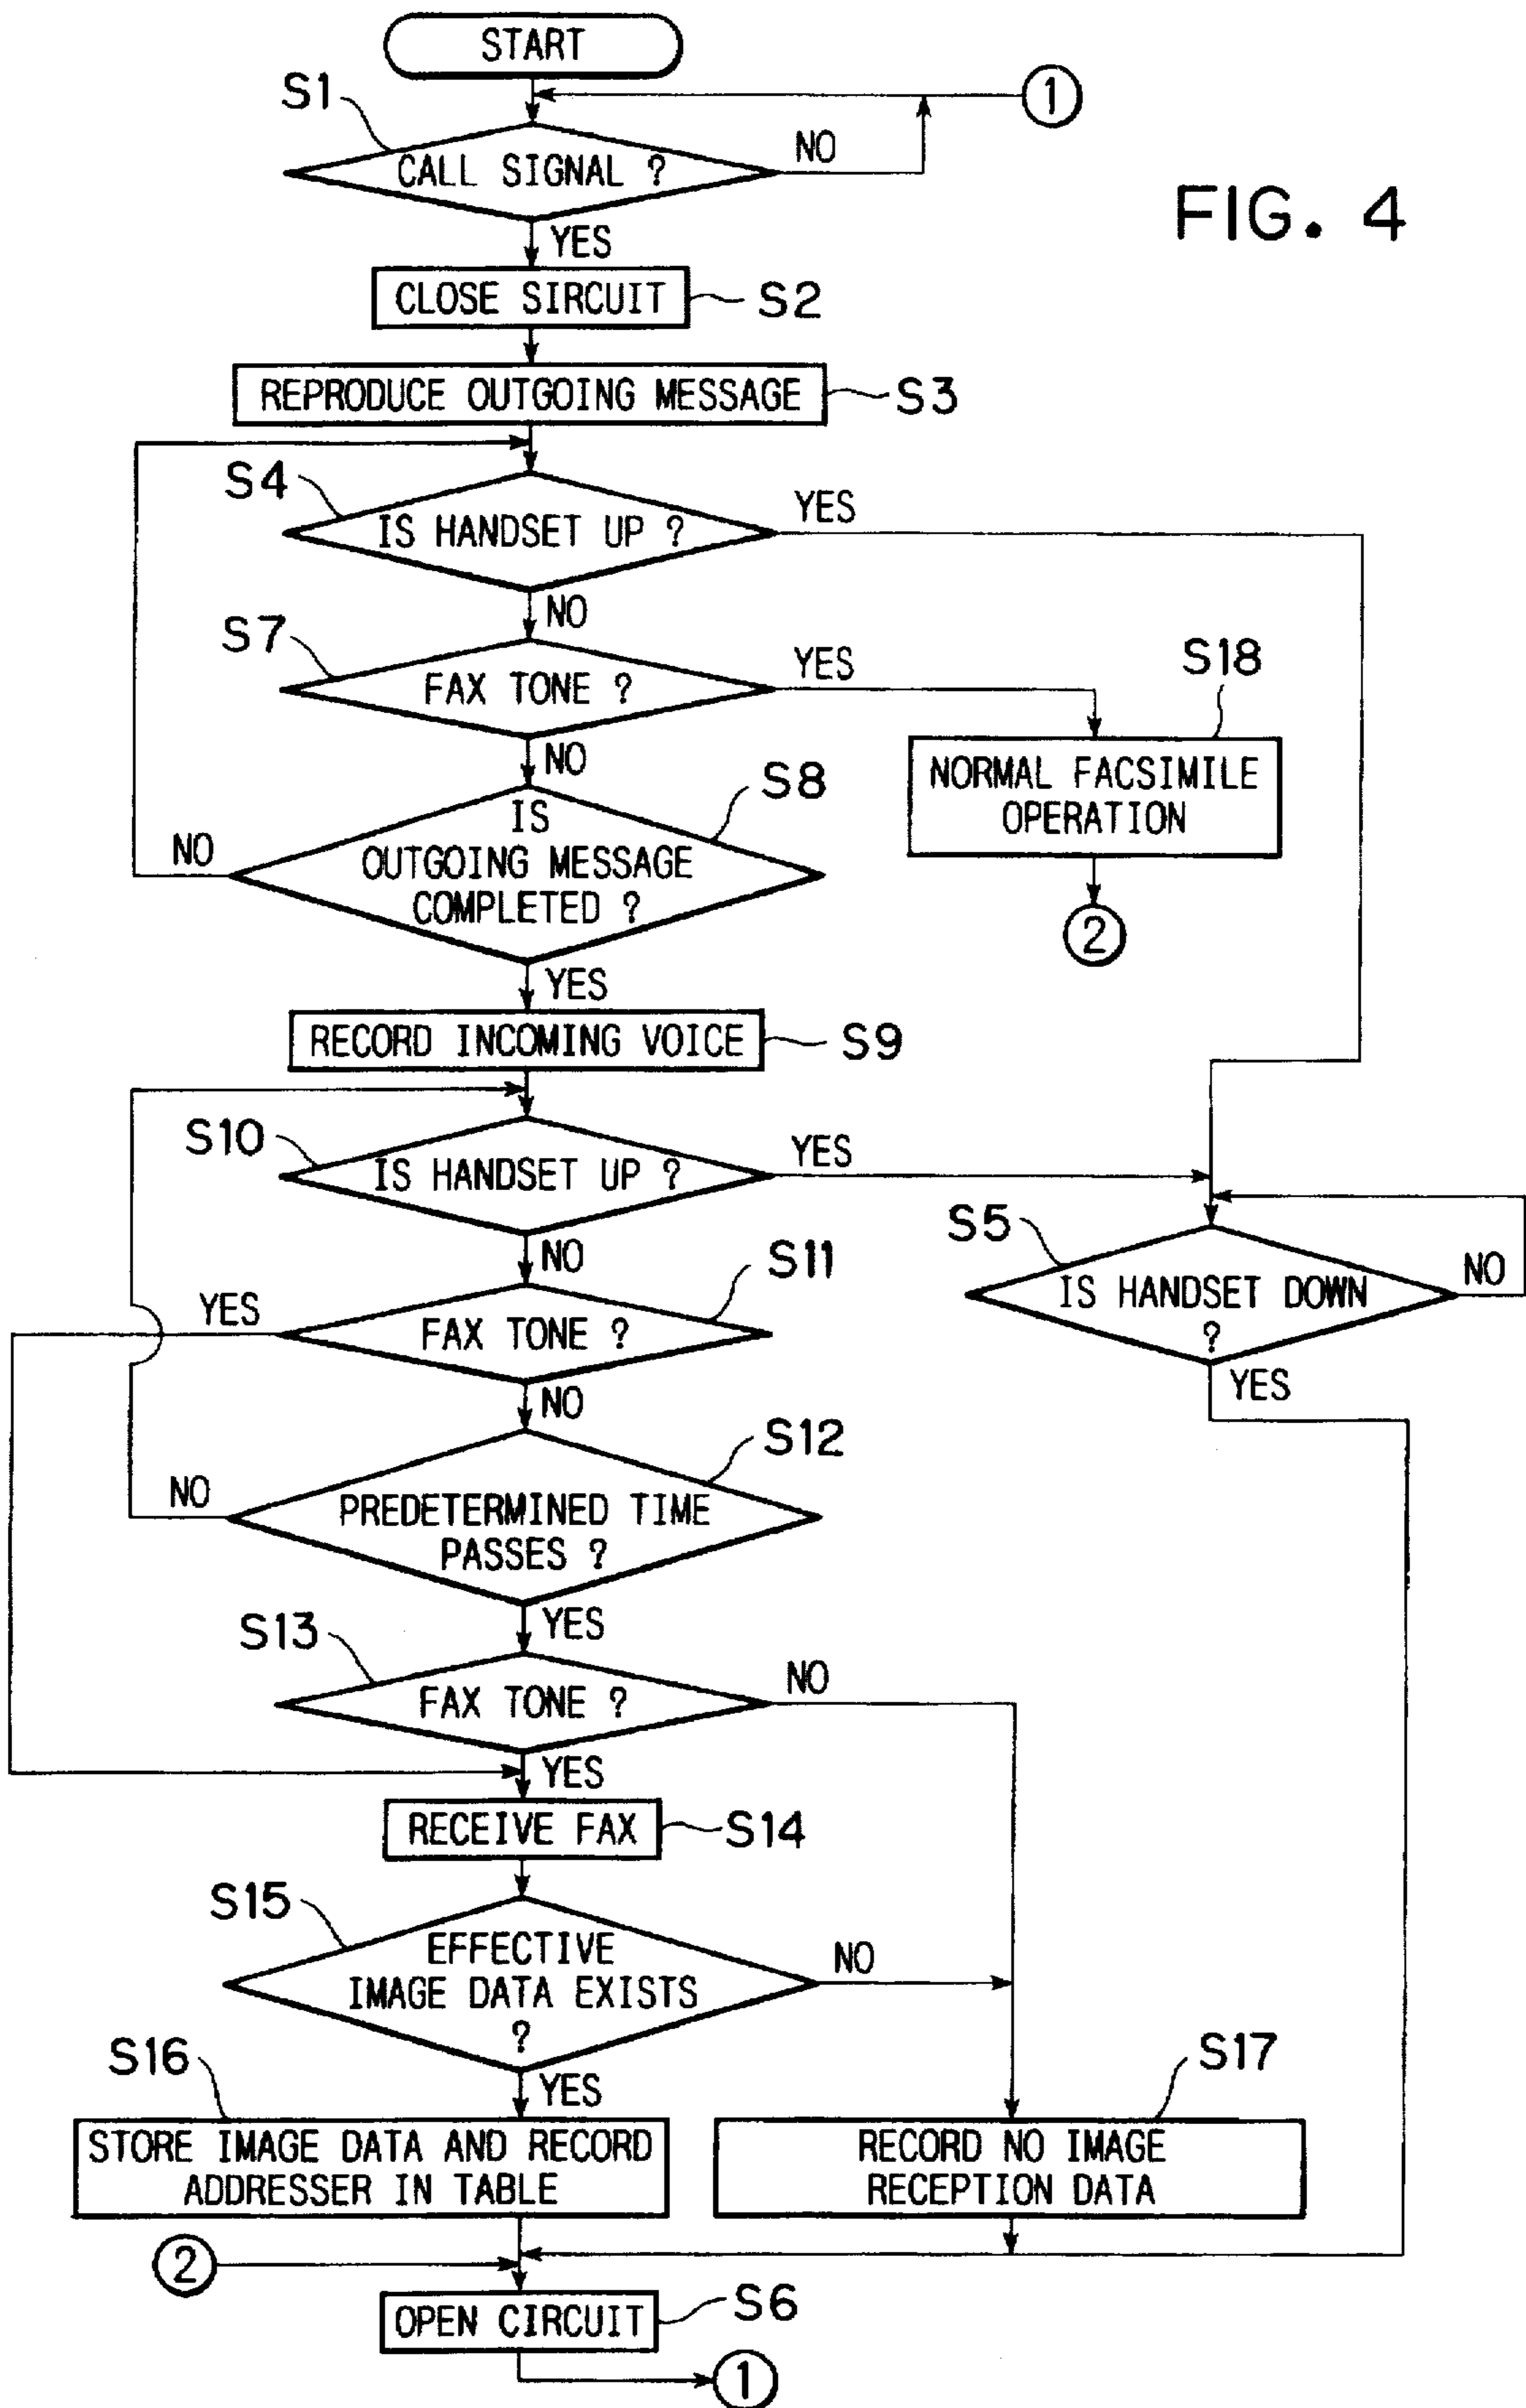 START
S1
1
CALL SIGNAL ?
NO
FIG. 4
YES
CLOSE SIRCUIT
S2
REPRODUCE OUTGOING MESSAGE
S3
S4
IS HANDSET UP ?
YES
NO
S7
FAX TONE ?
YES
S18
NO
NORMAL FACSIMILE
OPERATION
S8
IS
OUTGOING MESSAGE
COMPLETED ?
NO
2
YES
RECORD INCOMING VOICE
S9
S10
IS HANDSET UP ?
YES
NO
S5
IS HANDSET DOWN
?
NO
YES
S11
YES
FAX TONE ?
NO
S12
NO
PREDETERMINED TIME
PASSES ?
YES
S13
FAX TONE ?
NO
YES
RECEIVE FAX
S14
S15
EFFECTIVE
IMAGE DATA EXISTS
?
NO
YES
S16
STORE IMAGE DATA AND RECORD
ADDRESSER IN TABLE
S17
RECORD NO IMAGE
RECEPTION DATA
2
OPEN CIRCUIT
S6
1